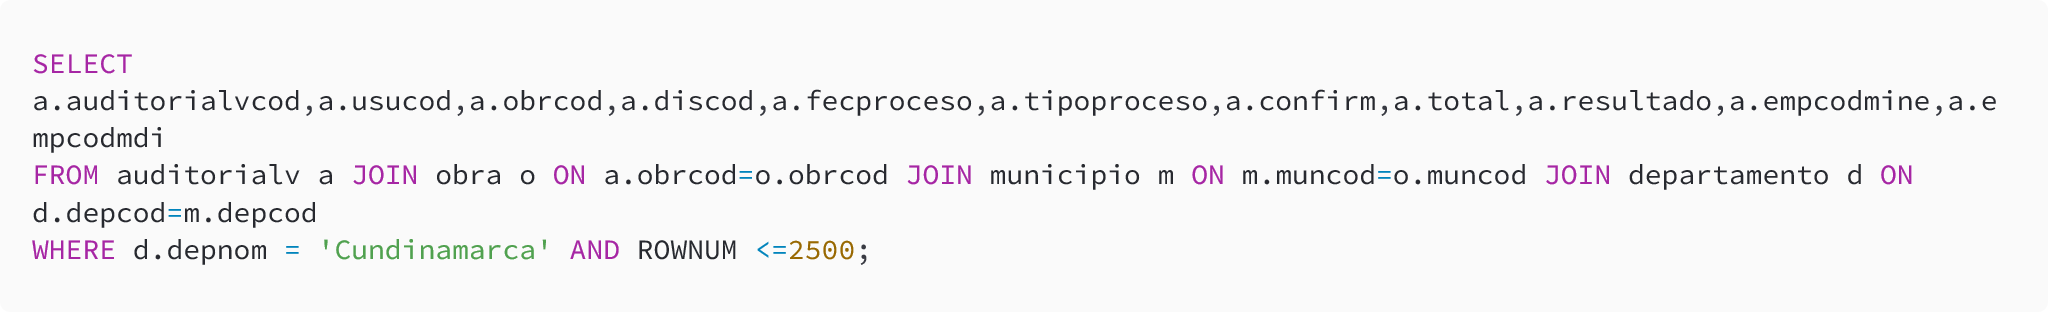 SELECT
a.auditorialvcod,a.usucod,a.obrcod,a.discod,a.fecproceso,a.tipoproceso,a.confirm,a.total,a.resultado,a.empcodmine,a.e
mpcodmdi
FROM auditorialv a JOIN obra o ON a.obrcod=o.obrcod JOIN municipio m ON m.muncod=o.muncod JOIN departamento d ON
d.depcod=m.depcod
WHERE d.depnom = 'Cundinamarca' AND ROWNUM <=2500;